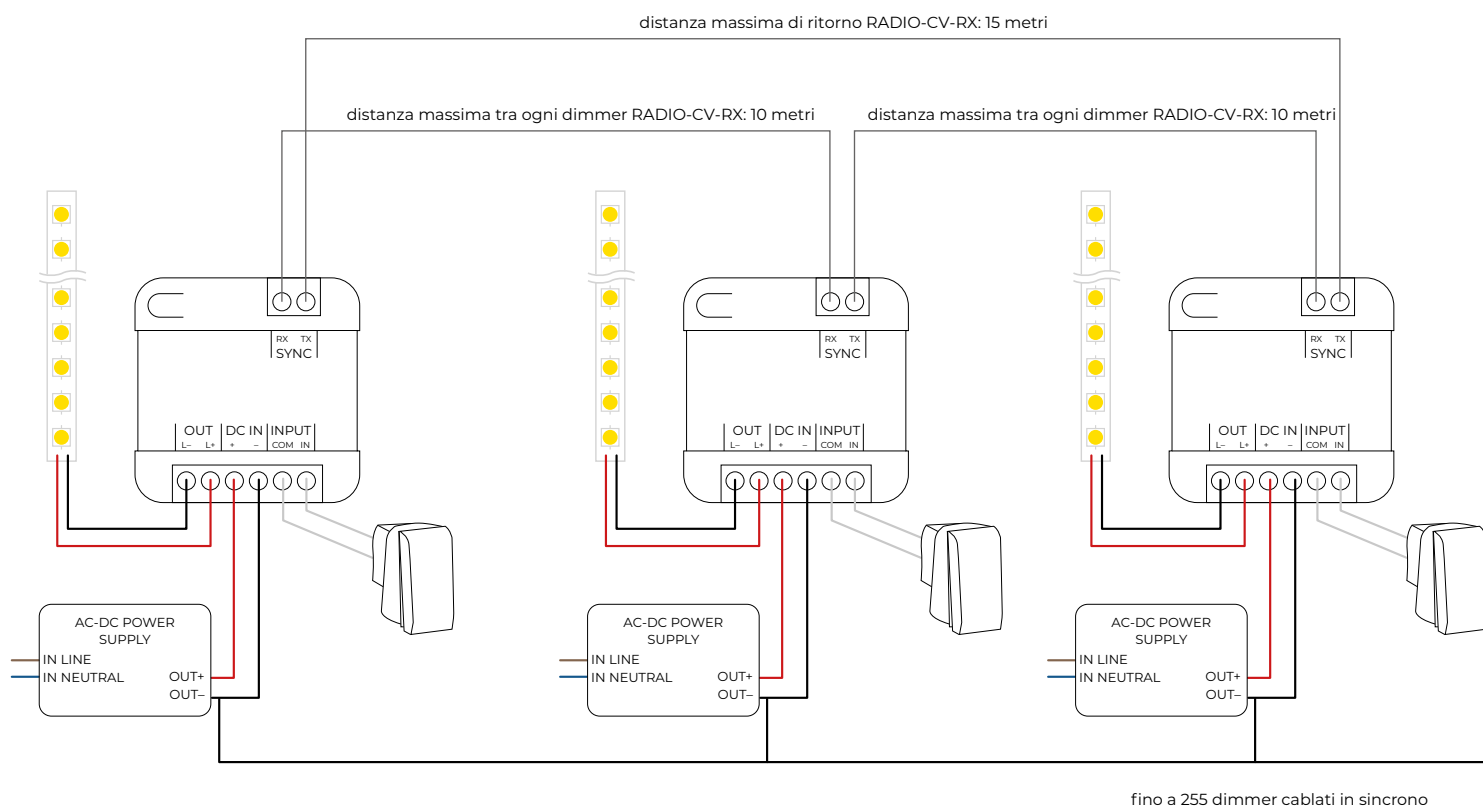 distanza massima di ritorno RADIO-CV-RX: 15 metri
distanza massima tra ogni dimmer RADIO-CV-RX: 10 metri
distanza massima tra ogni dimmer RADIO-CV-RX: 10 metri
RX TX
SYNC
RX TX
SYNC
RX TX
SYNC
OUT DC IN INPUT
L– L+ + – COM IN
OUT DC IN INPUT
L– L+ + – COM IN
OUT DC IN INPUT
L– L+ + – COM IN
AC-DC POWER
SUPPLY
IN LINE
IN NEUTRAL
OUT+
OUT–
AC-DC POWER
SUPPLY
IN LINE
IN NEUTRAL
OUT+
OUT–
AC-DC POWER
SUPPLY
IN LINE
IN NEUTRAL
OUT+
OUT–
fino a 255 dimmer cablati in sincrono